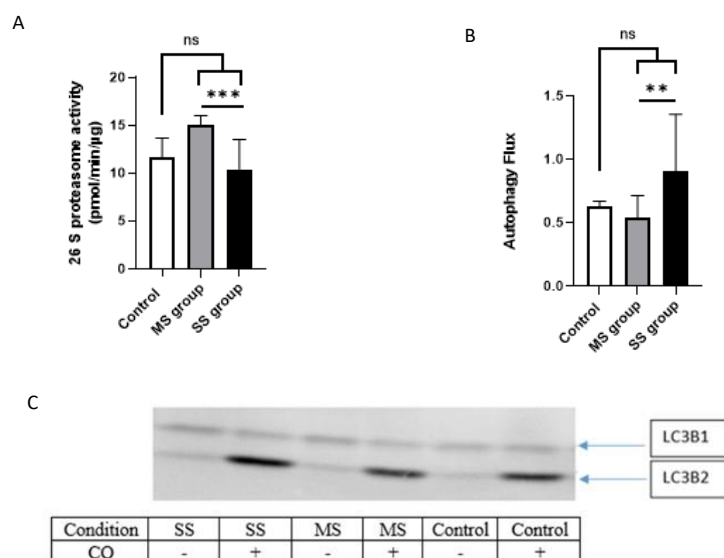 A
ns
***
20
15
10
5
0
26 S proteasome activity
(pmol/min/µg)
Control
MS group
SS group
B
ns
**
1.5
1.0
0.5
0.0
Autophagy Flux
Control
MS group
SS group
C
LC3B1
LC3B2
Condition SS SS MS MS Control Control
CQ - + - + - +